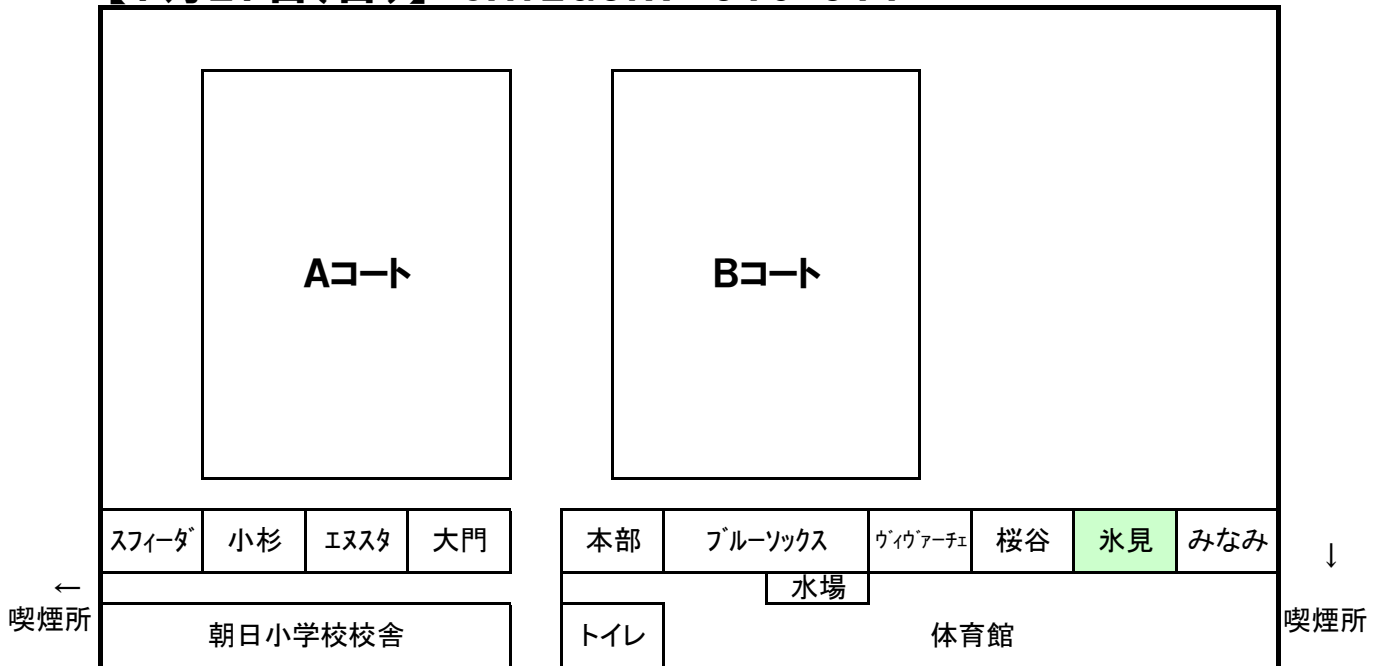 Aコート
Bコート
スフィーダ 小杉 エヌスタ 大門 本部 ブルーソックス ヴィヴァーチェ 桜谷 氷見 みなみ
← ↓
水場
喫煙所 朝日小学校校舎 トイレ 体育館 喫煙所